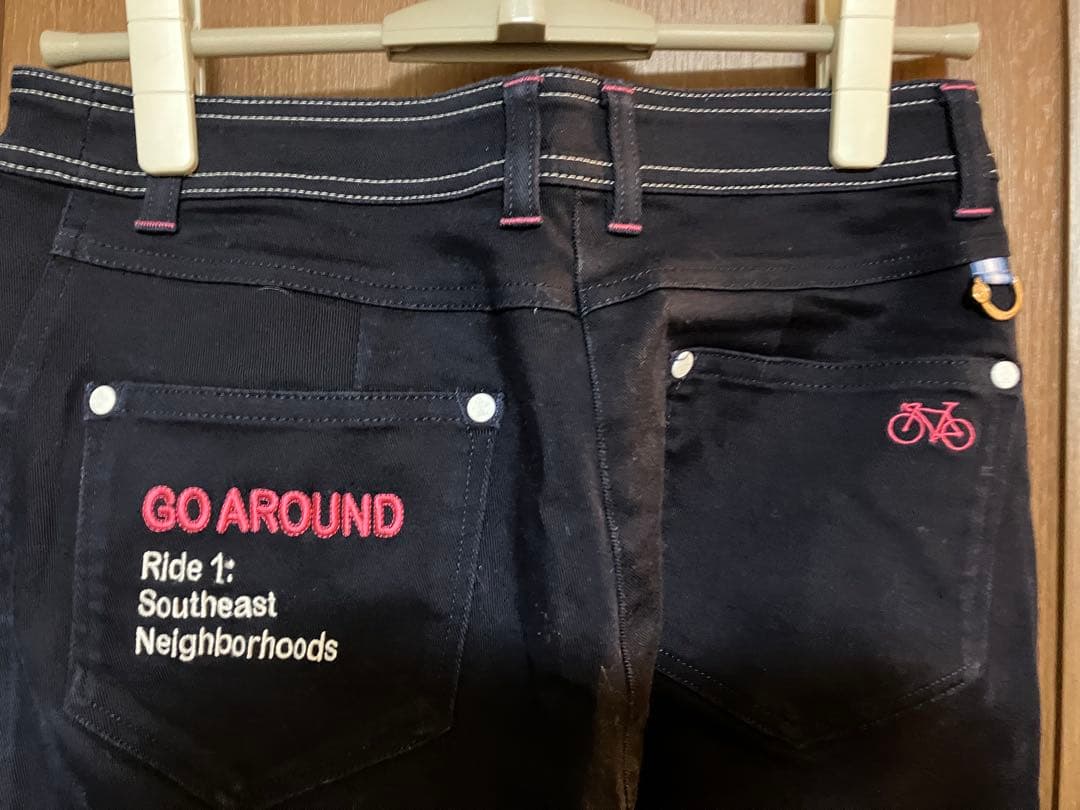 GO AROUND
Ride 1:
Southeast
Neighborhoods